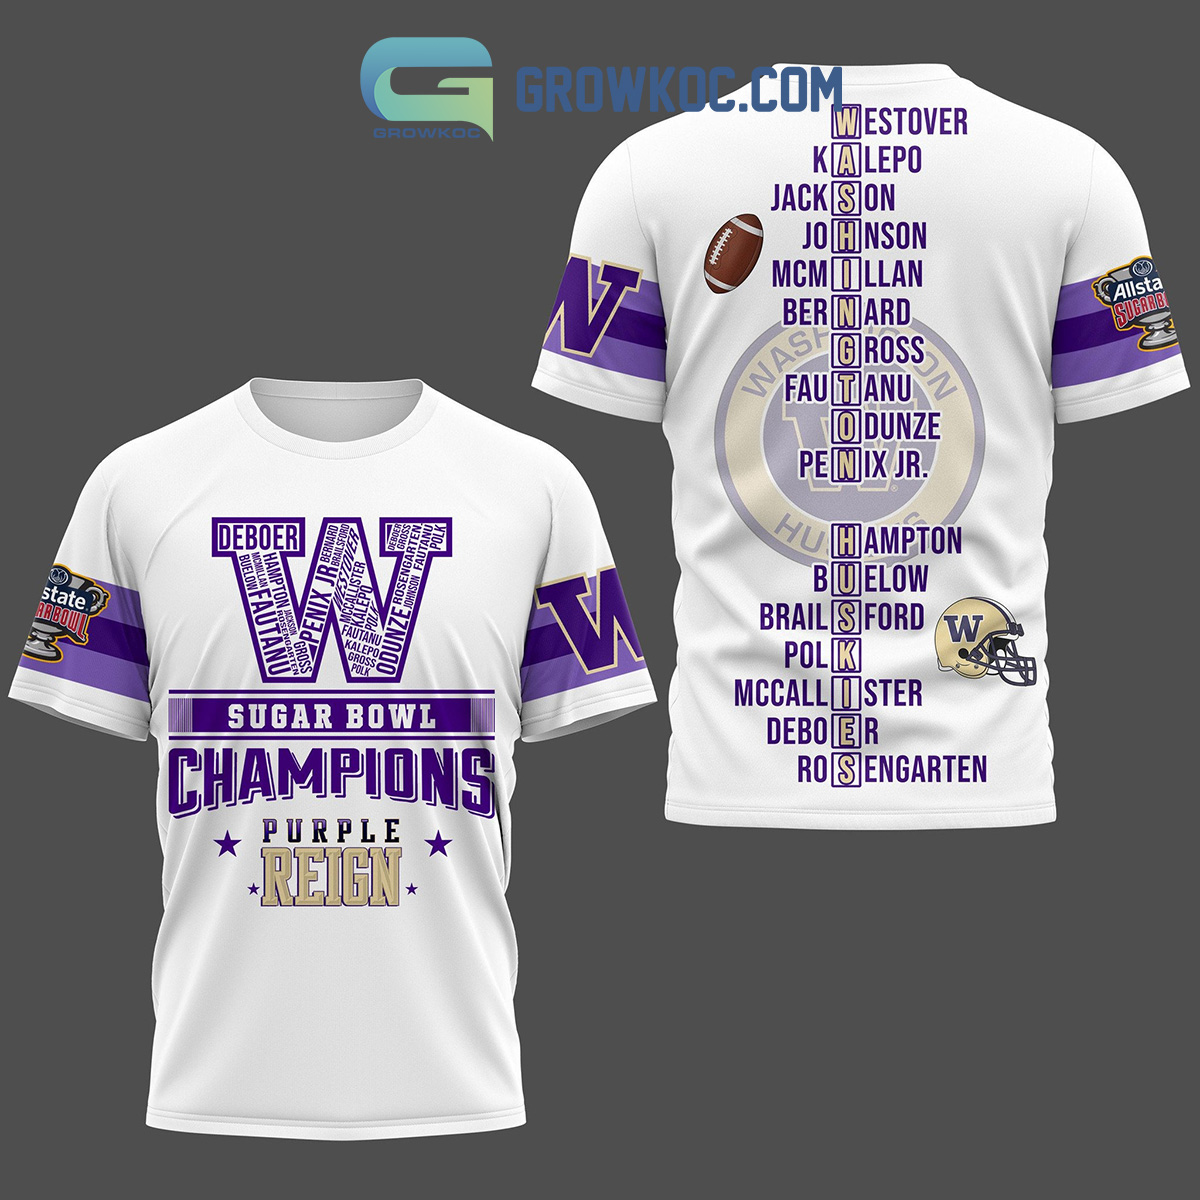 GROWKOC
GROWKOC.COM
WESTOVER
KALEPO
JACKSON
JOHNSON
MCMILLAN
BERNARD
GROSS
FAUTANU
ODUNZE
PENIX JR.
HAMPTON
BUELOW
BRAILSFORD
POLK
MCCALLISTER
DEBOER
ROSENGARTEN
WASHINGTON
HUSKIES
W
W
W
Allsta
SUGAR B
DEBOER
HAMPTON
MCMILLAN
BUELOW
FAUTANU
JACKSON
ROSENGARTEN
GROSS
PENIX JR
BERNARD
BRAILSFORD
WESTOVER
MCCALLISTER
KALEPO
POLK
FAUTANU
KALEPO
GROSS
POLK
DEBOER
GROSS
ROSENGARTEN
JOHNSON
FAUTANU
POLK
ODUNZE
SUGAR BOWL
CHAMPIONS
PURPLE
REIGN
state
AR BOWL
W